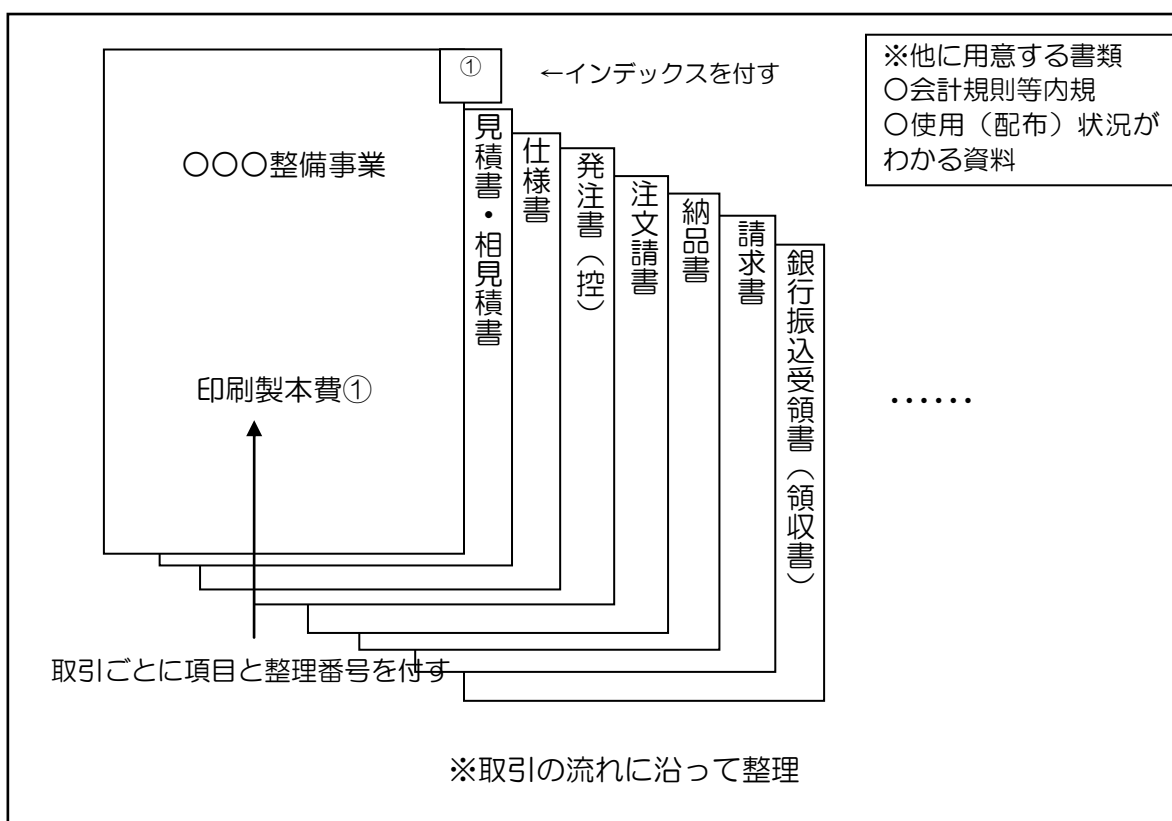 ①
←インデックスを付す
※他に用意する書類
○会計規則等内規
○使用（配布）状況が
わかる資料
〇〇〇整備事業
印刷製本費①
見積書・相見積書
仕様書
発注書（控）
注文請書
納品書
請求書
銀行振込受領書（領収書）
……
取引ごとに項目と整理番号を付す
※取引の流れに沿って整理